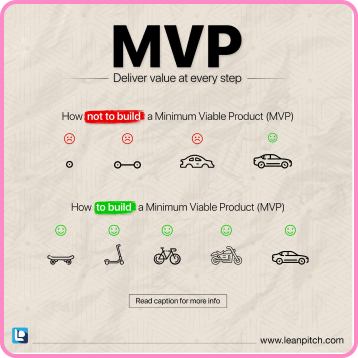 MVP
Deliver value at every step
How not to build a Minimum Viable Product (MVP)
How to build a Minimum Viable Product (MVP)
Read caption for more info
www.leanpitch.com